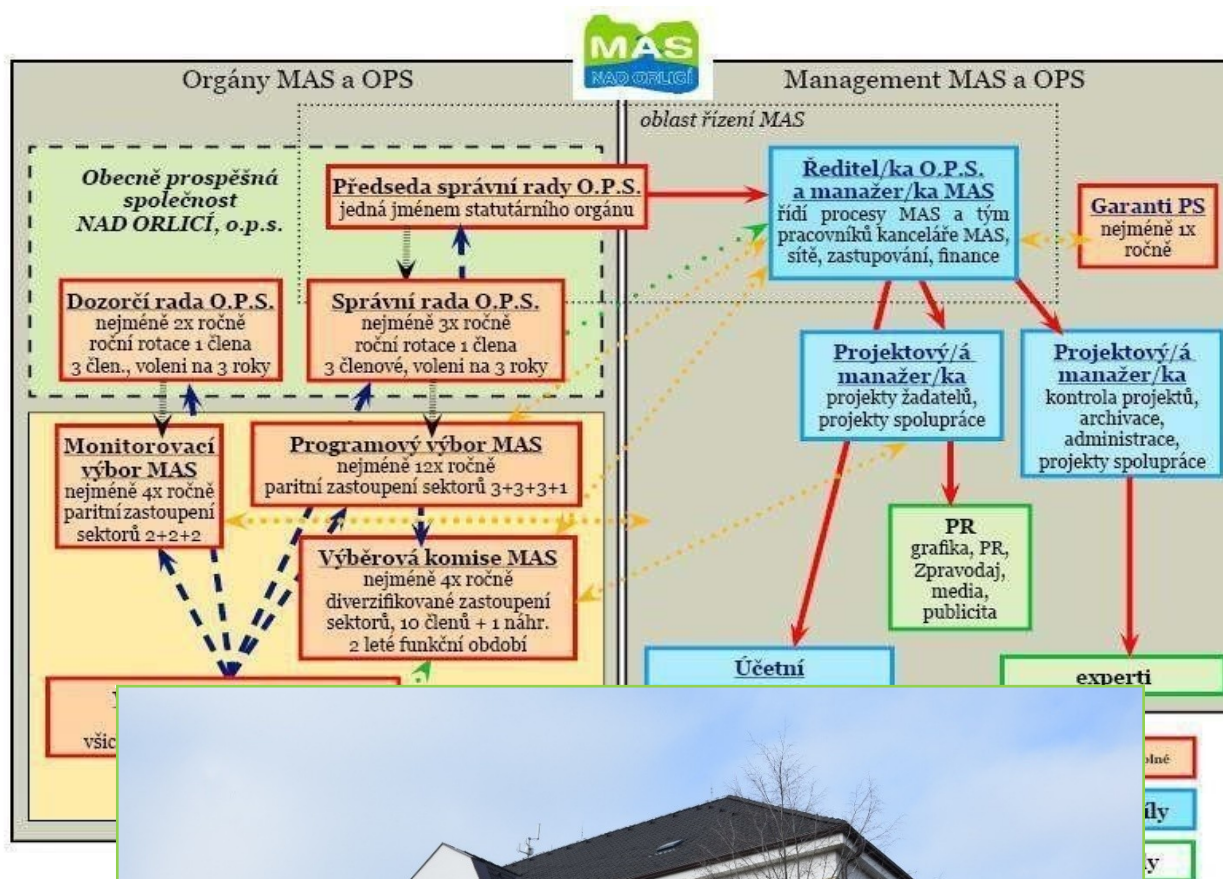 MAS
NAD ORLICÍ
Orgány MAS a OPS
Management MAS a OPS
oblast řízení MAS
Obecně prospěšná
společnost
NAD ORLICÍ, o.p.s.
Předseda správní rady O.P.S.
jedná jménem statutárního orgánu
Ředitel/ka O.P.S.
a manažer/ka MAS
řídí procesy MAS a tým
pracovníků kanceláře MAS,
sítě, zastupování, finance
Garanti PS
nejméně 1x
ročně
Dozorčí rada O.P.S.
nejméně 2x ročně
roční rotace 1 člena
3 člen., voleni na 3 roky
Správní rada O.P.S.
nejméně 3x ročně
roční rotace 1 člena
3 členové, voleni na 3 roky
Projektový/á
manažer/ka
projekty žadatelů,
projekty spolupráce
Projektový/á
manažer/ka
kontrola projektů,
archivace,
administrace,
projekty spolupráce
Monitorovací
výbor MAS
nejméně 4x ročně
paritní zastoupení
sektorů 2+2+2
Programový výbor MAS
nejméně 12x ročně
paritní zastoupení sektorů 3+3+3+1
Výběrová komise MAS
nejméně 4x ročně
diverzifikované zastoupení
sektorů, 10 členů + 1 náhr.
2 leté funkční období
PR
grafika, PR,
Zpravodaj,
media,
publicita
Účetní
experti